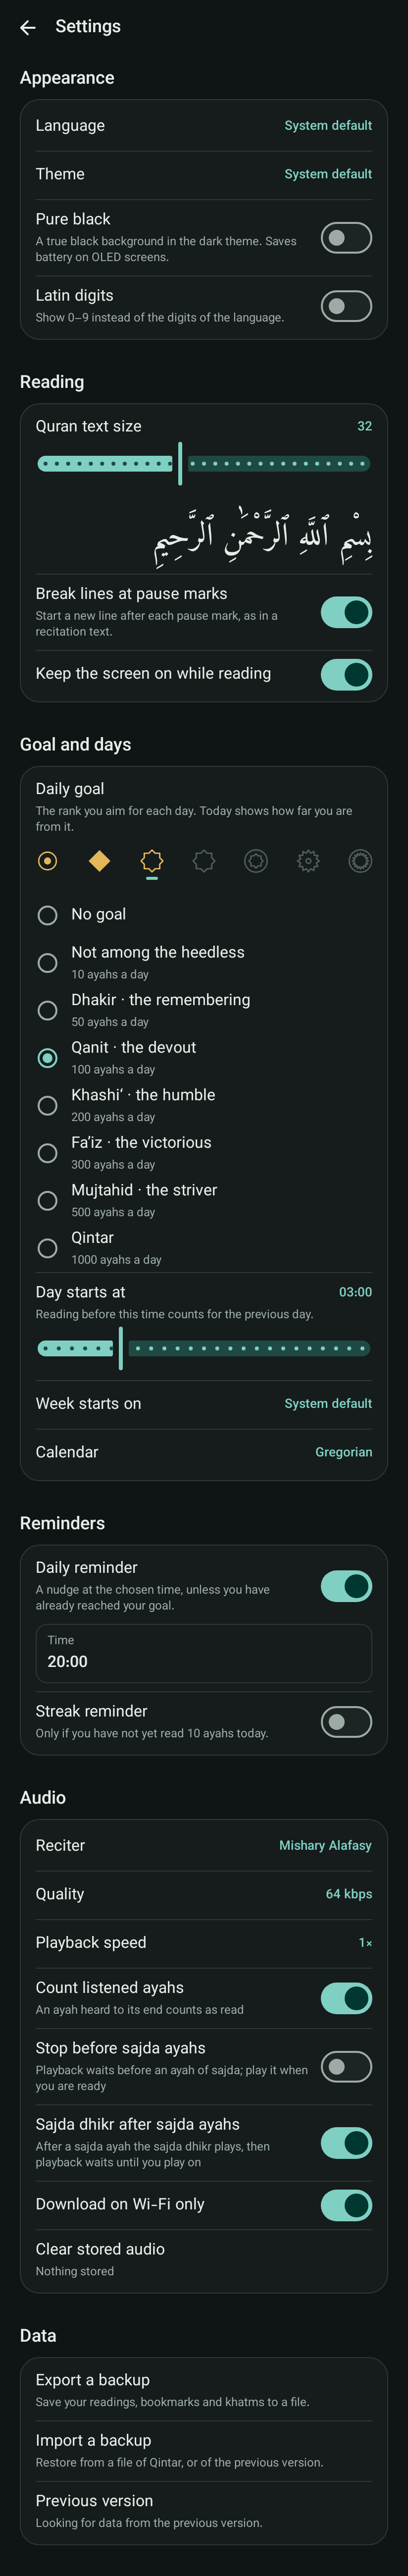 Settings
Appearance
Language
System default
Theme
System default
Pure black
A true black background in the dark theme. Saves
battery on OLED screens.
Latin digits
Show 0–9 instead of the digits of the language.
Reading
Quran text size
32
بِسْمِ ٱللَّهِ ٱلرَّحْمَٰنِ ٱلرَّحِيمِ
Break lines at pause marks
Start a new line after each pause mark, as in a
recitation text.
Keep the screen on while reading
Goal and days
Daily goal
The rank you aim for each day. Today shows how far you are
from it.
No goal
Not among the heedless
10 ayahs a day
Dhakir · the remembering
50 ayahs a day
Qanit · the devout
100 ayahs a day
Khashiʻ · the humble
200 ayahs a day
Fa’iz · the victorious
300 ayahs a day
Mujtahid · the striver
500 ayahs a day
Qintar
1000 ayahs a day
Day starts at
03:00
Reading before this time counts for the previous day.
Week starts on
System default
Calendar
Gregorian
Reminders
Daily reminder
A nudge at the chosen time, unless you have
already reached your goal.
Time
20:00
Streak reminder
Only if you have not yet read 10 ayahs today.
Audio
Reciter
Mishary Alafasy
Quality
64 kbps
Playback speed
1×
Count listened ayahs
An ayah heard to its end counts as read
Stop before sajda ayahs
Playback waits before an ayah of sajda; play it when
you are ready
Sajda dhikr after sajda ayahs
After a sajda ayah the sajda dhikr plays, then
playback waits until you play on
Download on Wi-Fi only
Clear stored audio
Nothing stored
Data
Export a backup
Save your readings, bookmarks and khatms to a file.
Import a backup
Restore from a file of Qintar, or of the previous version.
Previous version
Looking for data from the previous version.